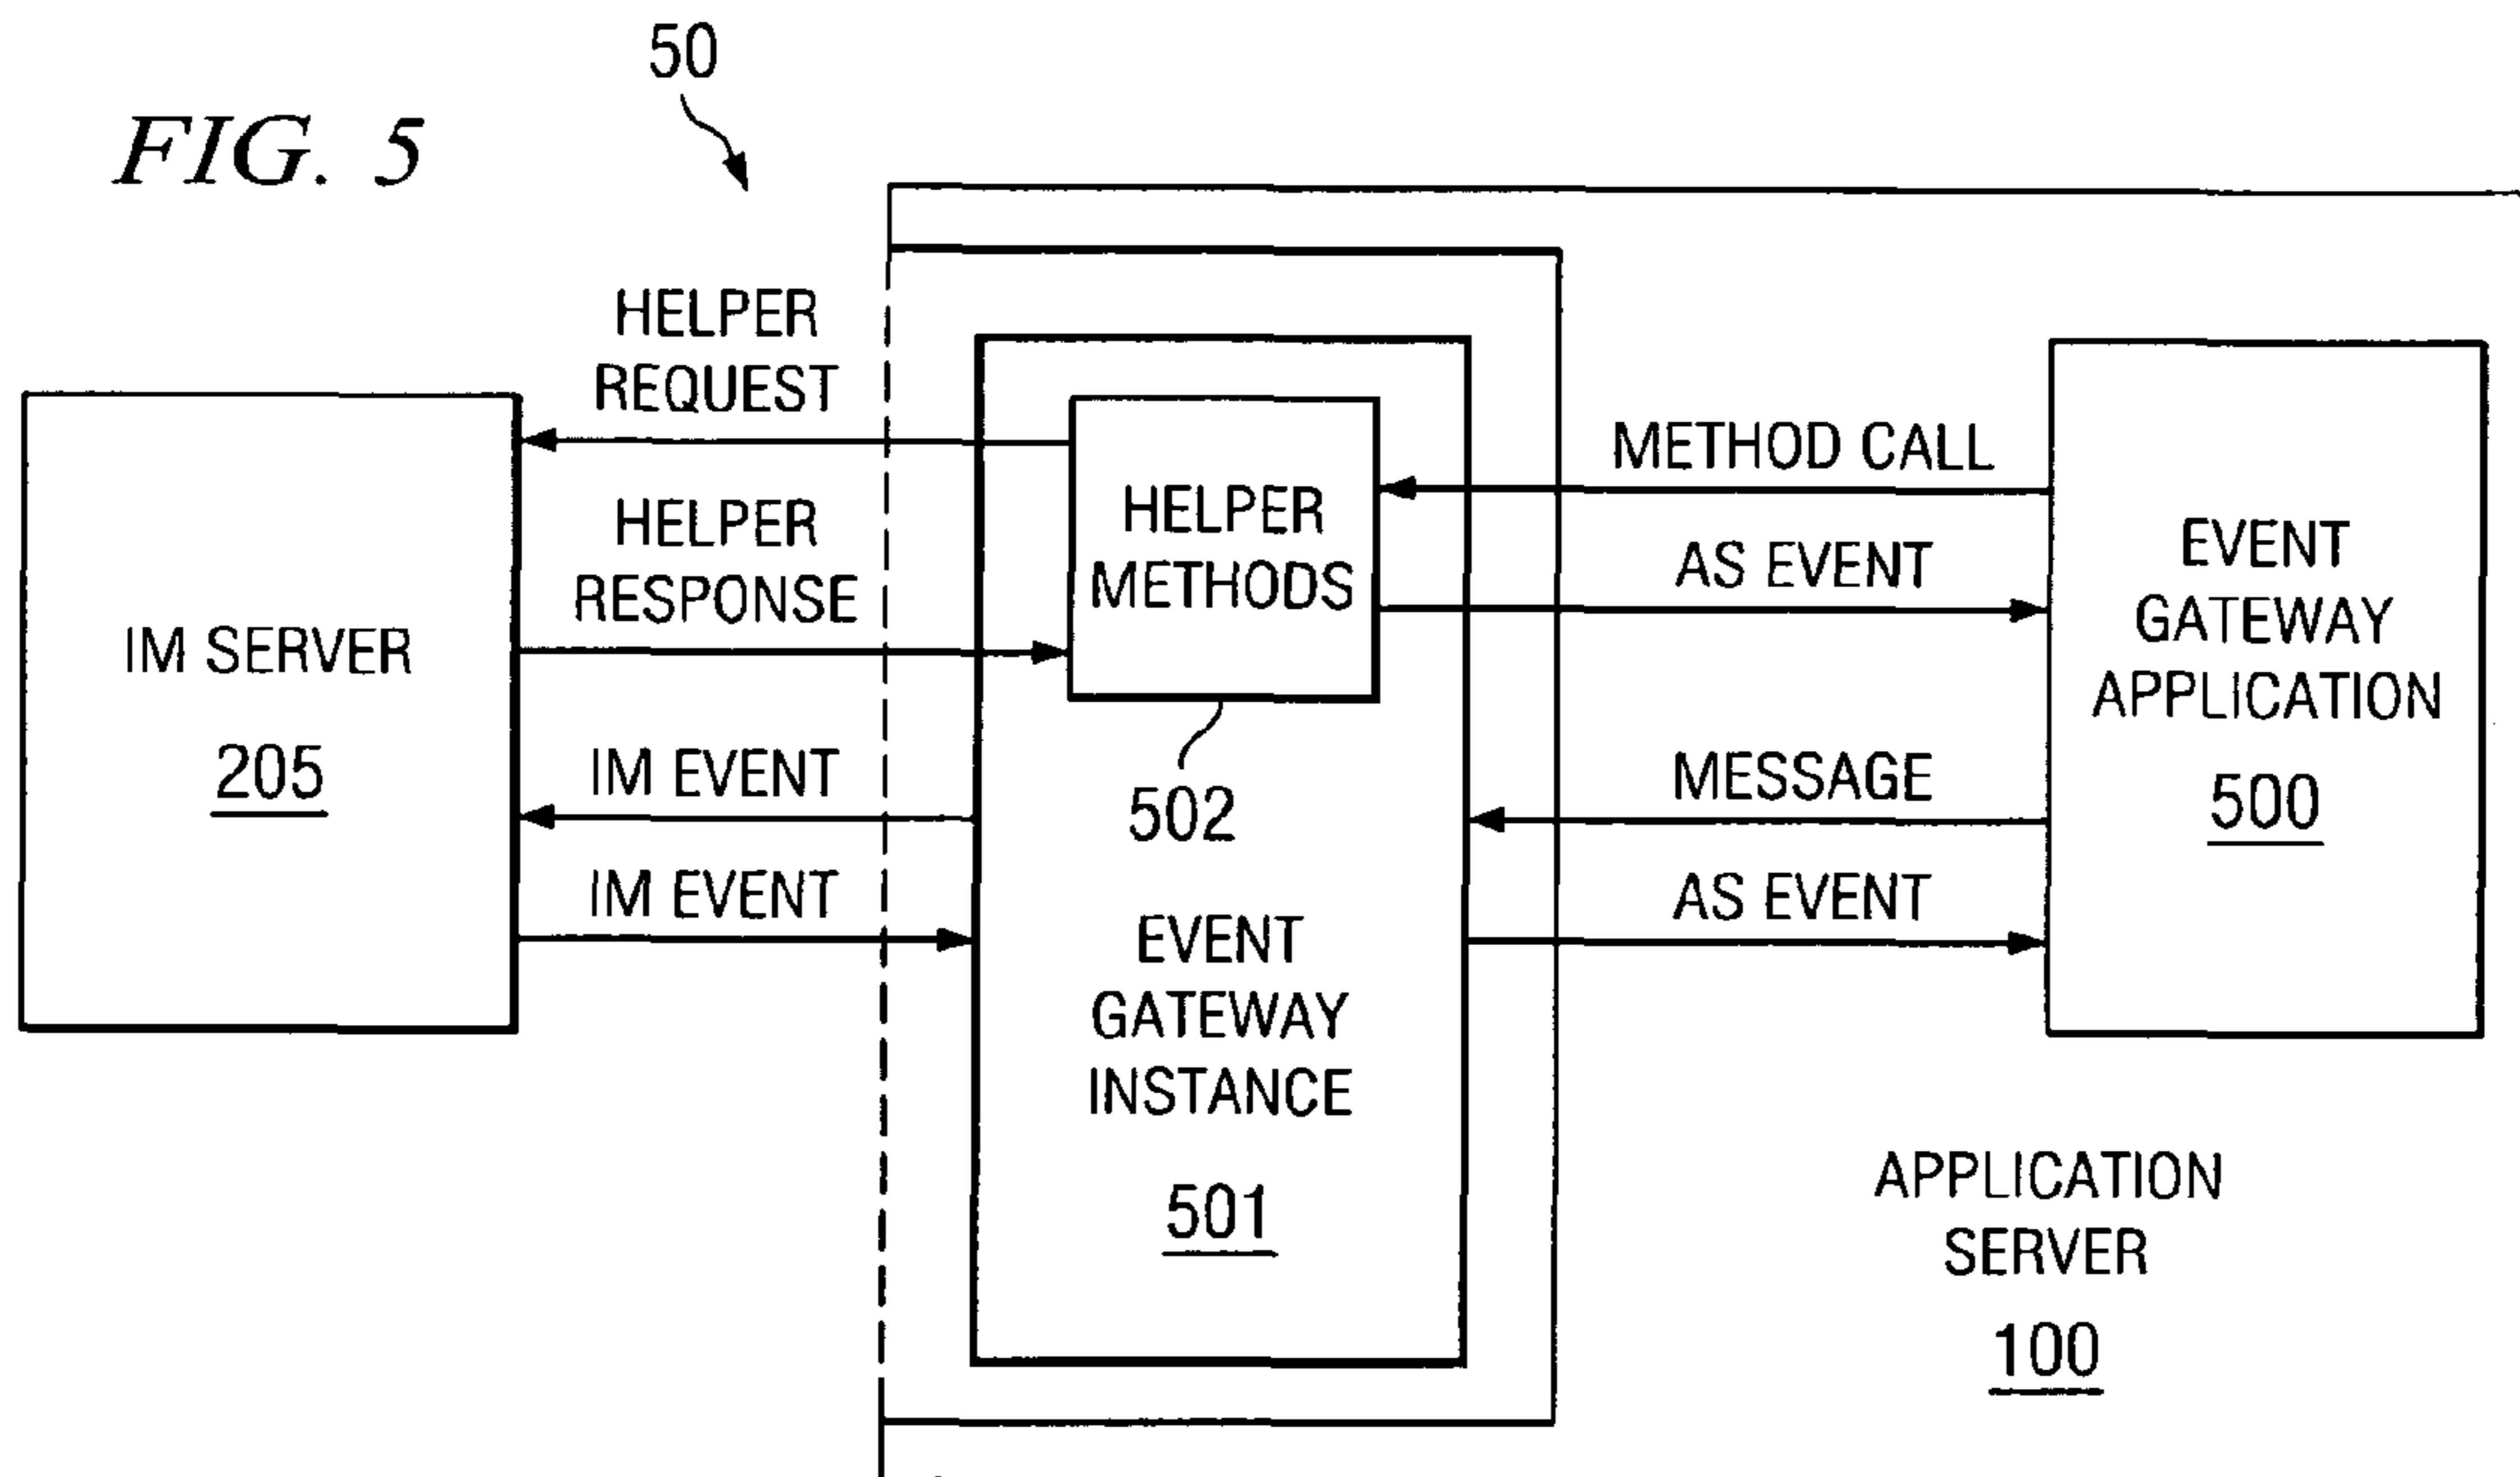 50
FIG. 5
HELPER
REQUEST
HELPER
RESPONSE
IM EVENT
IM EVENT
IM SERVER
205
HELPER
METHODS
502
EVENT
GATEWAY
INSTANCE
501
METHOD CALL
AS EVENT
MESSAGE
AS EVENT
EVENT
GATEWAY
APPLICATION
500
APPLICATION
SERVER
100